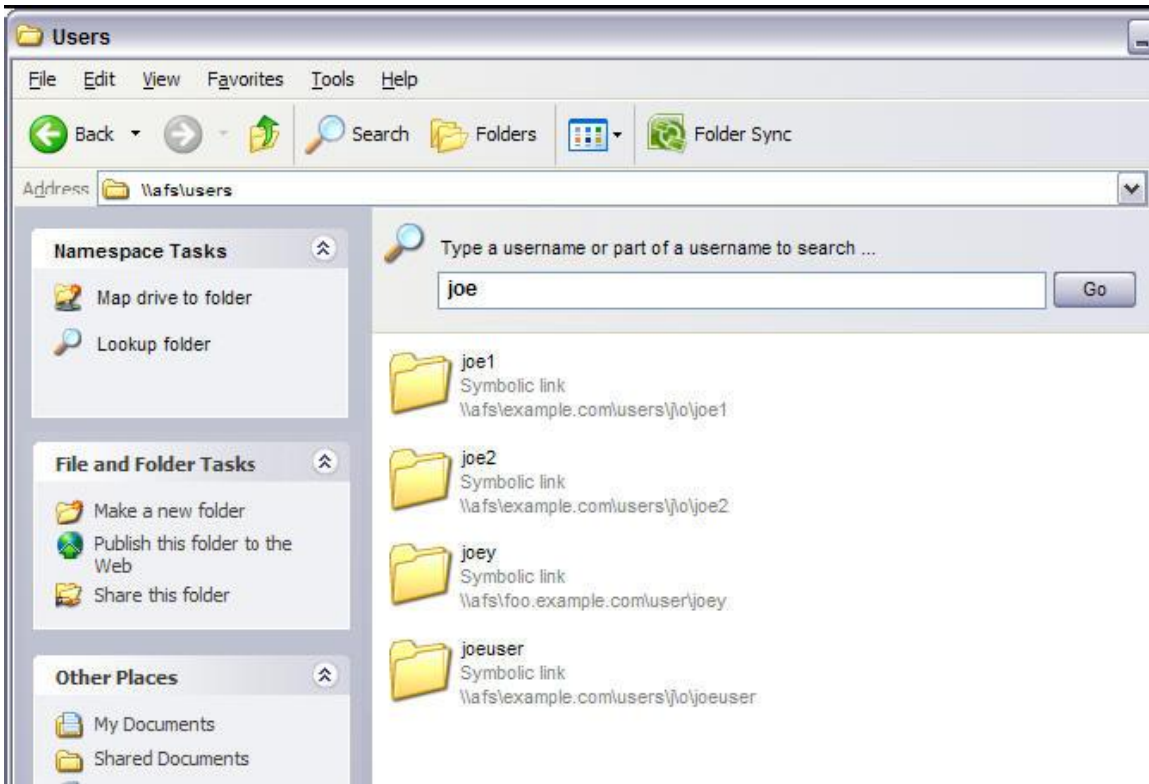 Users
File Edit View Favorites Tools Help
Back Search Folders Folder Sync
Address \\afs\users
Namespace Tasks
Map drive to folder
Lookup folder
File and Folder Tasks
Make a new folder
Publish this folder to the
Web
Share this folder
Other Places
My Documents
Shared Documents
Type a username or part of a username to search ...
joe Go
joe1
Symbolic link
\\afs\example.com\users\j\o\joe1
joe2
Symbolic link
\\afs\example.com\users\j\o\joe2
joey
Symbolic link
\\afs\foo.example.com\user\joey
joeuser
Symbolic link
\\afs\example.com\users\j\o\joeuser